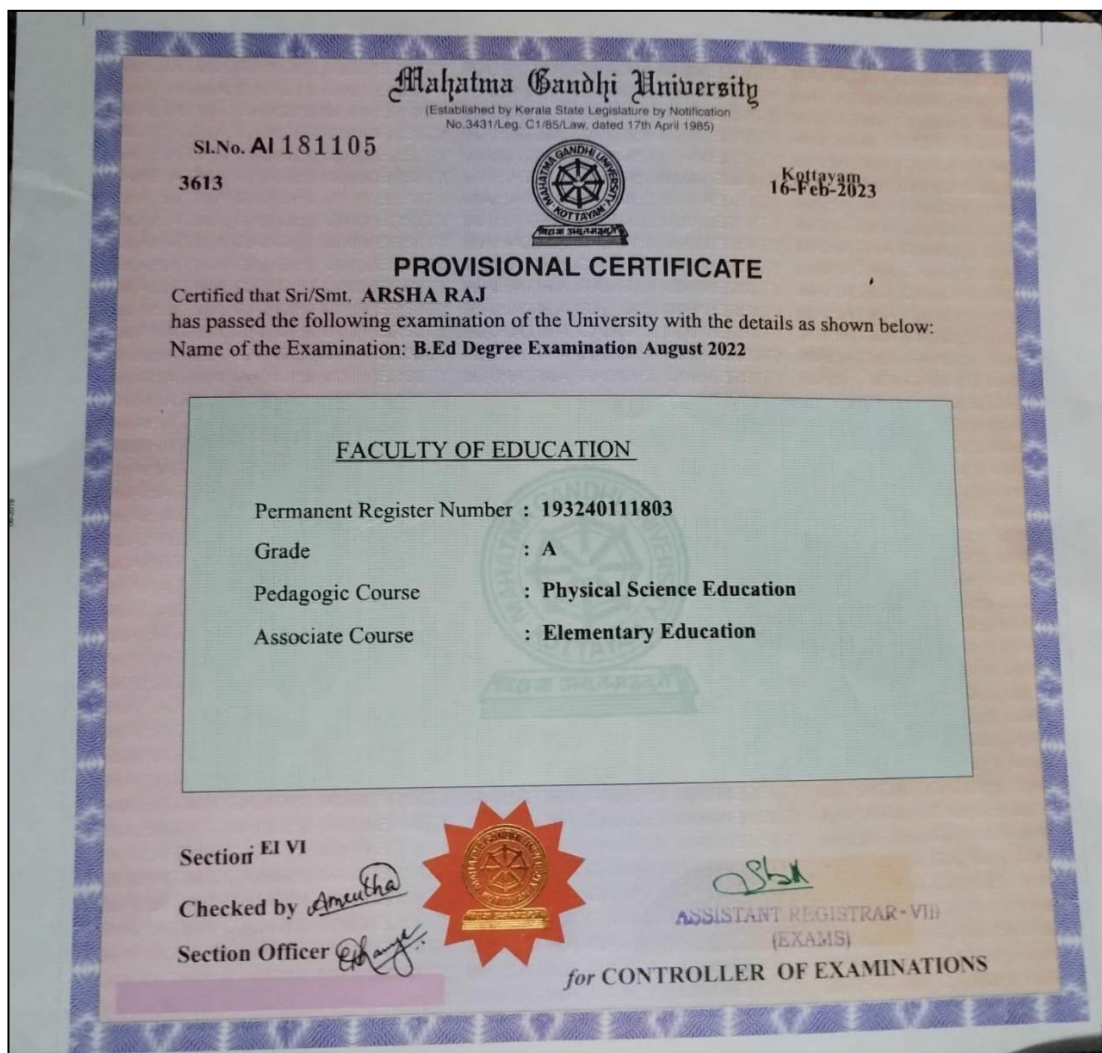 Mahatma Gandhi University
(Established by Kerala State Legislature by Notification
No.3431/Leg. C1/85/Law, dated 17th April 1985)
Sl.No. AI 181105
3613
Kottayam
16-Feb-2023
MAHATMA GANDHI UNIVERSITY
KOTTAYAM
PROVISIONAL CERTIFICATE
Certified that Sri/Smt. ARSHA RAJ
has passed the following examination of the University with the details as shown below:
Name of the Examination: B.Ed Degree Examination August 2022
FACULTY OF EDUCATION
Permanent Register Number : 193240111803
Grade : A
Pedagogic Course : Physical Science Education
Associate Course : Elementary Education
Section EI VI
Checked by
Section Officer
ASSISTANT REGISTRAR - VIII
(EXAMS)
for CONTROLLER OF EXAMINATIONS